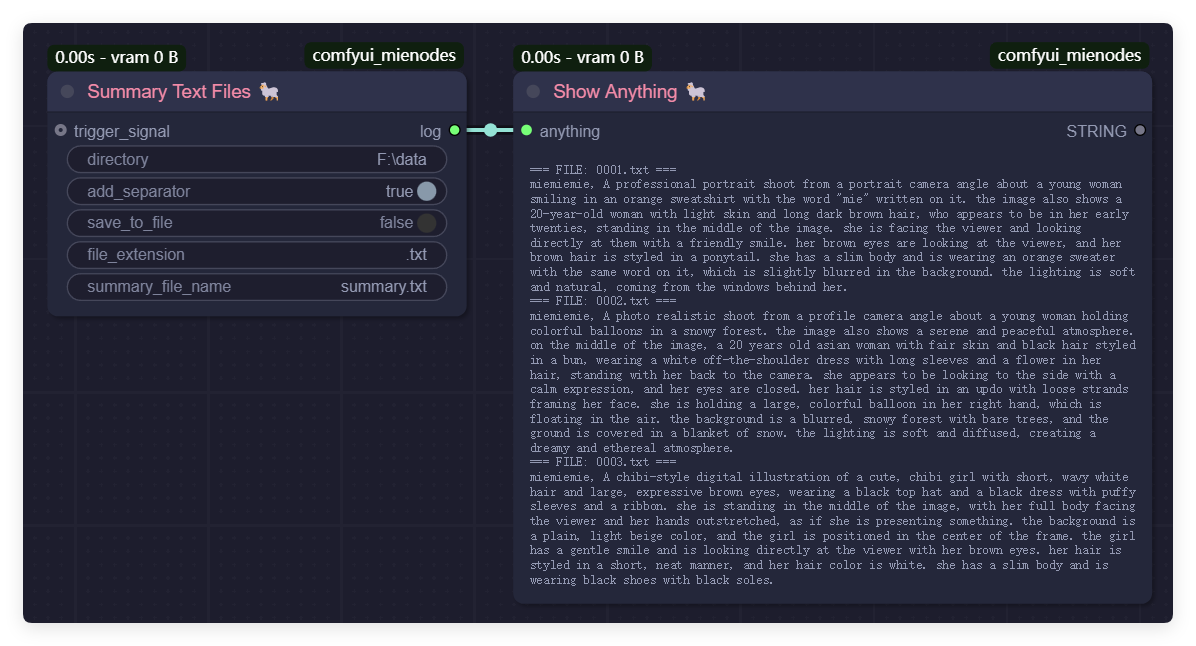 0.00s - vram 0 B
comfyui_mienodes
Summary Text Files 🐑
trigger_signal
log
directory
F:\data
add_separator
true
save_to_file
false
file_extension
.txt
summary_file_name
summary.txt
0.00s - vram 0 B
comfyui_mienodes
Show Anything 🐑
anything
STRING
=== FILE: 0001.txt ===
miemiemie, A professional portrait shoot from a portrait camera angle about a young woman
smiling in an orange sweatshirt with the word "mie" written on it. the image also shows a
20-year-old woman with light skin and long dark brown hair, who appears to be in her early
twenties, standing in the middle of the image. she is facing the viewer and looking
directly at them with a friendly smile. her brown eyes are looking at the viewer, and her
brown hair is styled in a ponytail. she has a slim body and is wearing an orange sweater
with the same word on it, which is slightly blurred in the background. the lighting is soft
and natural, coming from the windows behind her.
=== FILE: 0002.txt ===
miemiemie, A photo realistic shoot from a profile camera angle about a young woman holding
colorful balloons in a snowy forest. the image also shows a serene and peaceful atmosphere.
on the middle of the image, a 20 years old asian woman with fair skin and black hair styled
in a bun, wearing a white off-the-shoulder dress with long sleeves and a flower in her
hair, standing with her back to the camera. she appears to be looking to the side with a
calm expression, and her eyes are closed. her hair is styled in an updo with loose strands
framing her face. she is holding a large, colorful balloon in her right hand, which is
floating in the air. the background is a blurred, snowy forest with bare trees, and the
ground is covered in a blanket of snow. the lighting is soft and diffused, creating a
dreamy and ethereal atmosphere.
=== FILE: 0003.txt ===
miemiemie, A chibi-style digital illustration of a cute, chibi girl with short, wavy white
hair and large, expressive brown eyes, wearing a black top hat and a black dress with puffy
sleeves and a ribbon. she is standing in the middle of the image, with her full body facing
the viewer and her hands outstretched, as if she is presenting something. the background is
a plain, light beige color, and the girl is positioned in the center of the frame. the girl
has a gentle smile and is looking directly at the viewer with her brown eyes. her hair is
styled in a short, neat manner, and her hair color is white. she has a slim body and is
wearing black shoes with black soles.